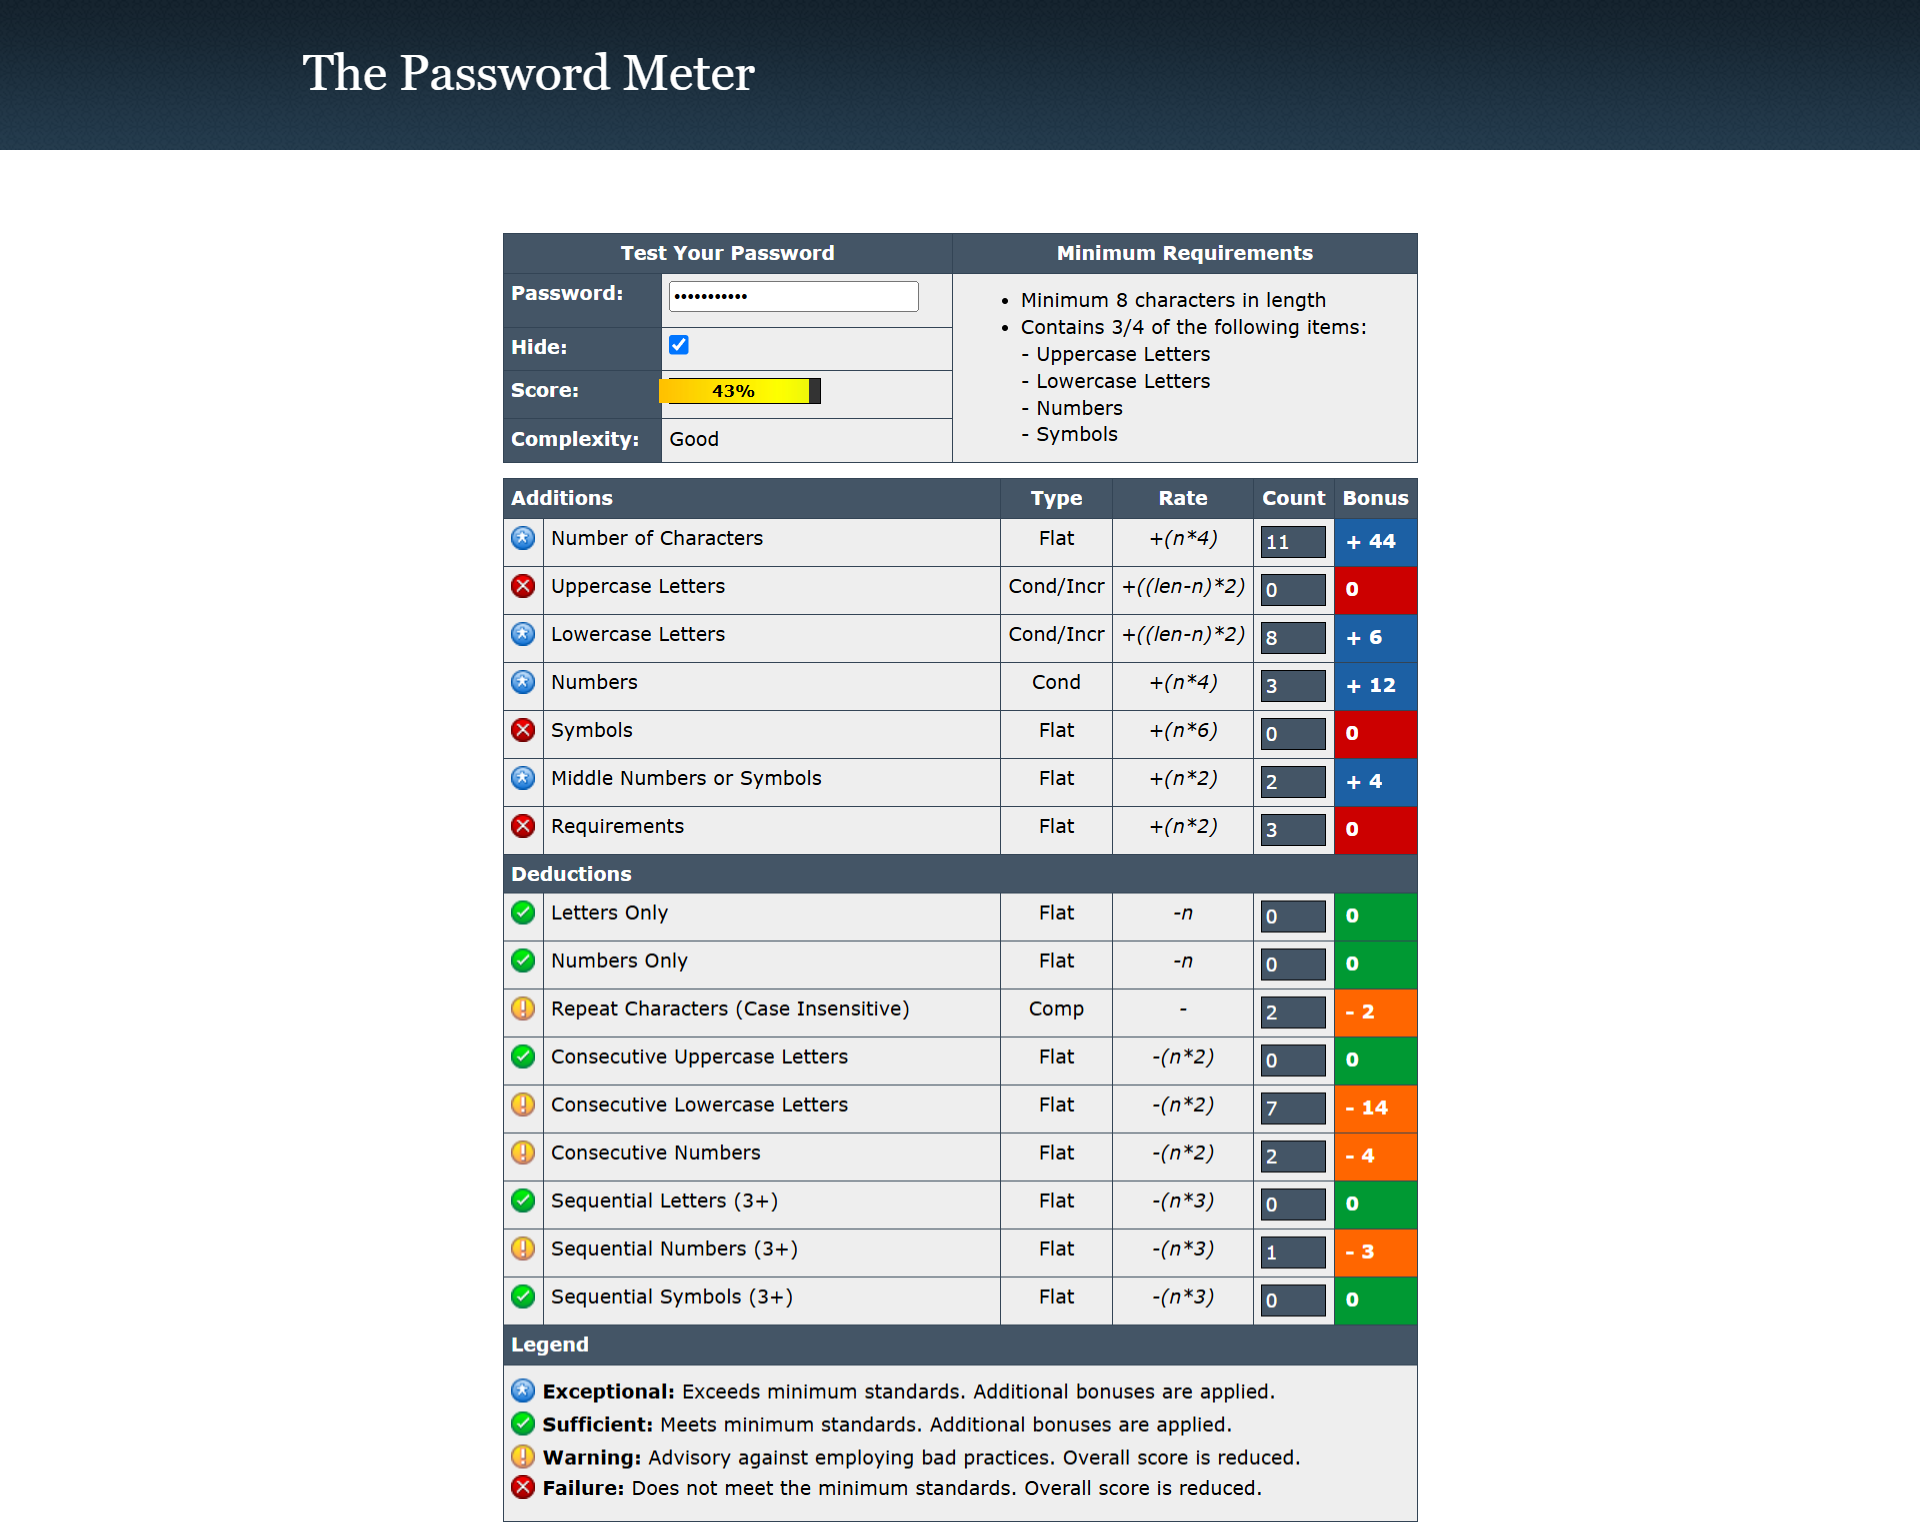 The Password Meter
Test Your Password Minimum Requirements
Password: •••••••••••
Hide:
Score: 43%
Complexity: Good
• Minimum 8 characters in length
• Contains 3/4 of the following items:
- Uppercase Letters
- Lowercase Letters
- Numbers
- Symbols
Additions Type Rate Count Bonus
Number of Characters Flat +(n*4) 11 + 44
Uppercase Letters Cond/Incr +((len-n)*2) 0 0
Lowercase Letters Cond/Incr +((len-n)*2) 8 + 6
Numbers Cond +(n*4) 3 + 12
Symbols Flat +(n*6) 0 0
Middle Numbers or Symbols Flat +(n*2) 2 + 4
Requirements Flat +(n*2) 3 0
Deductions
Letters Only Flat -n 0 0
Numbers Only Flat -n 0 0
Repeat Characters (Case Insensitive) Comp - 2 - 2
Consecutive Uppercase Letters Flat -(n*2) 0 0
Consecutive Lowercase Letters Flat -(n*2) 7 - 14
Consecutive Numbers Flat -(n*2) 2 - 4
Sequential Letters (3+) Flat -(n*3) 0 0
Sequential Numbers (3+) Flat -(n*3) 1 - 3
Sequential Symbols (3+) Flat -(n*3) 0 0
Legend
Exceptional: Exceeds minimum standards. Additional bonuses are applied.
Sufficient: Meets minimum standards. Additional bonuses are applied.
Warning: Advisory against employing bad practices. Overall score is reduced.
Failure: Does not meet the minimum standards. Overall score is reduced.